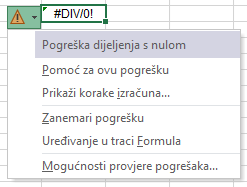 #DIV/0!
Pogreška dijeljenja s nulom
Pomoć za ovu pogrešku
Prikaži korake izračuna...
Zanemari pogrešku
Uređivanje u traci Formula
Mogućnosti provjere pogrešaka...